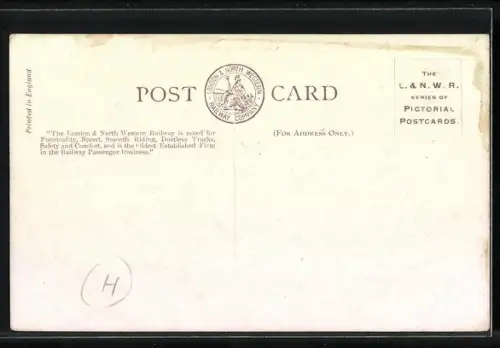 Printed in England
POST CARD
LONDON & NORTH WESTERN
RAILWAY COMPANY
THE
L. & N. W. R.
SERIES OF
PICTORIAL
POSTCARDS.
"The London & North Western Railway is noted for
Punctuality, Speed, Smooth Riding, Dustless Tracks,
Safety and Comfort, and is the Oldest Established Firm
in the Railway Passenger business."
(FOR ADDRESS ONLY.)
H